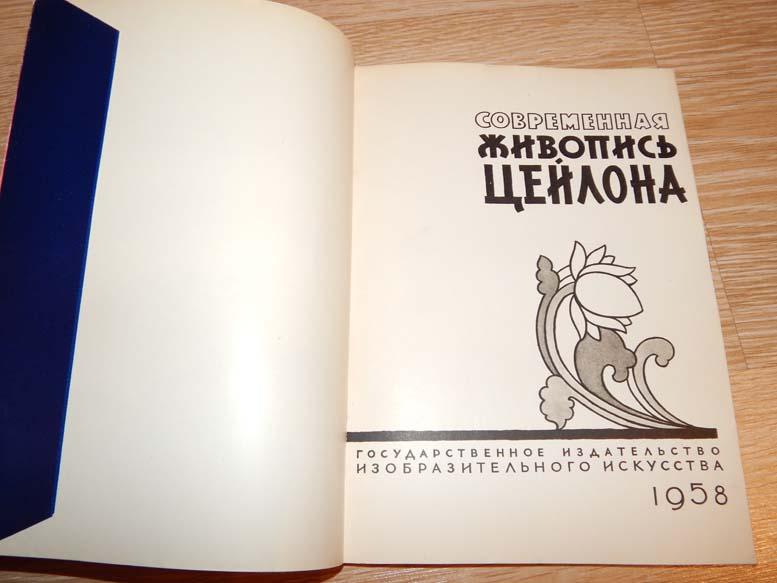 СОВРЕМЕННАЯ
ЖИВОПИСЬ
ЦЕЙЛОНА
ГОСУДАРСТВЕННОЕ ИЗДАТЕЛЬСТВО
ИЗОБРАЗИТЕЛЬНОГО ИСКУССТВА
1958